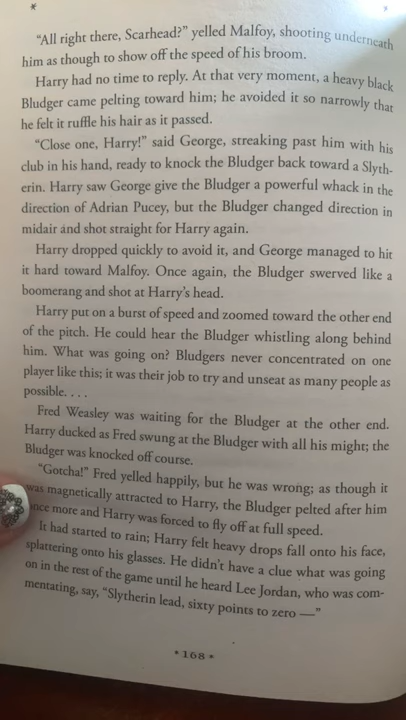 "All right there, Scarhead?" yelled Malfoy, shooting underneath
him as though to show off the speed of his broom.
Harry had no time to reply. At that very moment, a heavy black
Bludger came pelting toward him; he avoided it so narrowly that
he felt it ruffle his hair as it passed.
"Close one, Harry!" said George, streaking past him with his
club in his hand, ready to knock the Bludger back toward a Slyth-
erin. Harry saw George give the Bludger a powerful whack in the
direction of Adrian Pucey, but the Bludger changed direction in
midair and shot straight for Harry again.
Harry dropped quickly to avoid it, and George managed to hit
it hard toward Malfoy. Once again, the Bludger swerved like a
boomerang and shot at Harry's head.
Harry put on a burst of speed and zoomed toward the other end
of the pitch. He could hear the Bludger whistling along behind
him. What was going on? Bludgers never concentrated on one
player like this; it was their job to try and unseat as many people as
possible. . . .
Fred Weasley was waiting for the Bludger at the other end.
Harry ducked as Fred swung at the Bludger with all his might; the
Bludger was knocked off course.
"Gotcha!" Fred yelled happily, but he was wrong; as though it
was magnetically attracted to Harry, the Bludger pelted after him
once more and Harry was forced to fly off at full speed.
It had started to rain; Harry felt heavy drops fall onto his face,
splattering onto his glasses. He didn't have a clue what was going
on in the rest of the game until he heard Lee Jordan, who was com-
mentating, say, "Slytherin lead, sixty points to zero —"
* 168 *